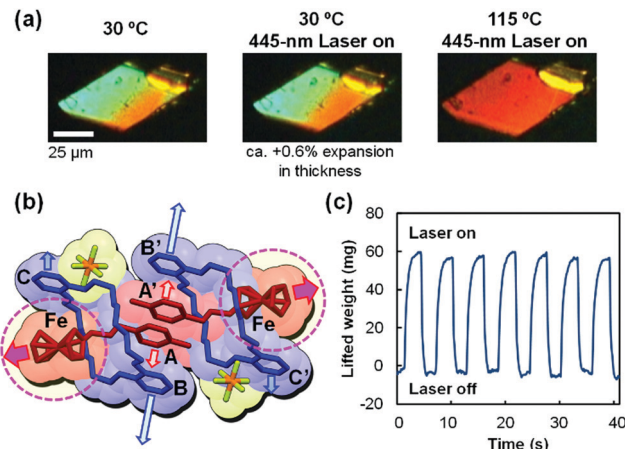 (a)
30 ºC
30 ºC
445-nm Laser on
115 ºC
445-nm Laser on
25 µm
ca. +0.6% expansion
in thickness
(b)
B'
C
A'
Fe
Fe
A
B
C'
(c)
80
60
40
20
0
-20
Lifted weight (mg)
Laser on
Laser off
0 10 20 30 40
Time (s)